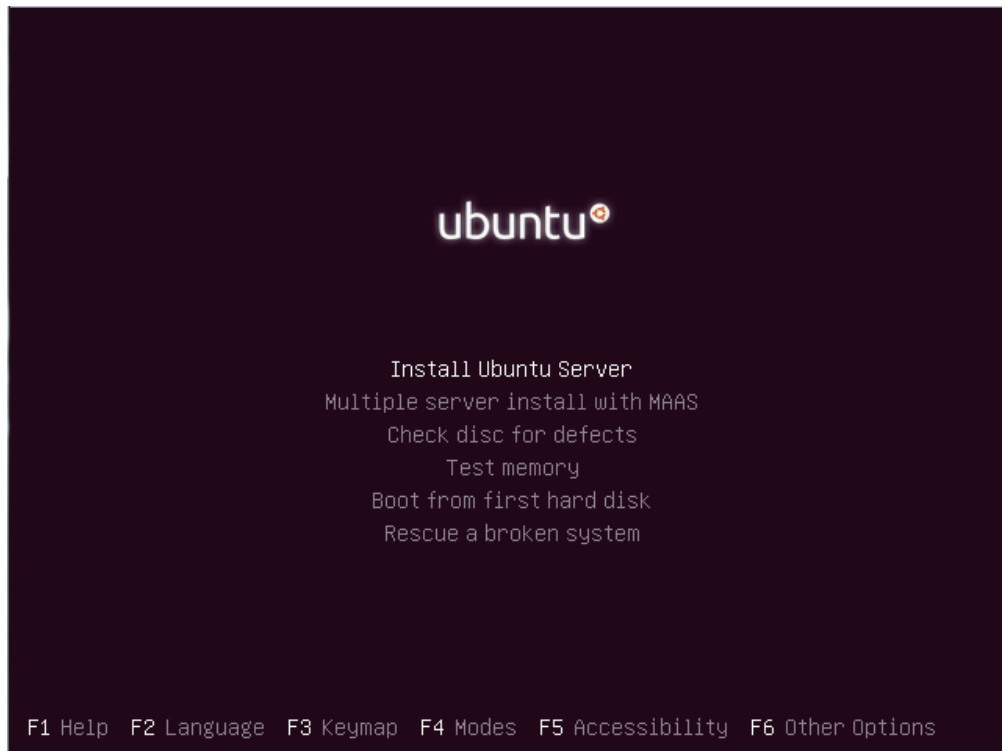 ubuntu
Install Ubuntu Server
Multiple server install with MAAS
Check disc for defects
Test memory
Boot from first hard disk
Rescue a broken system
F1 Help F2 Language F3 Keymap F4 Modes F5 Accessibility F6 Other Options